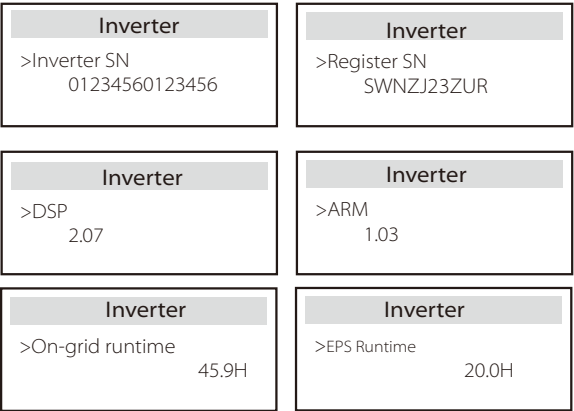 Inverter
>Inverter SN
01234560123456
Inverter
>Register SN
SWNZJ23ZUR
Inverter
>DSP
2.07
Inverter
>ARM
1.03
Inverter
>On-grid runtime
45.9H
Inverter
>EPS Runtime
20.0H